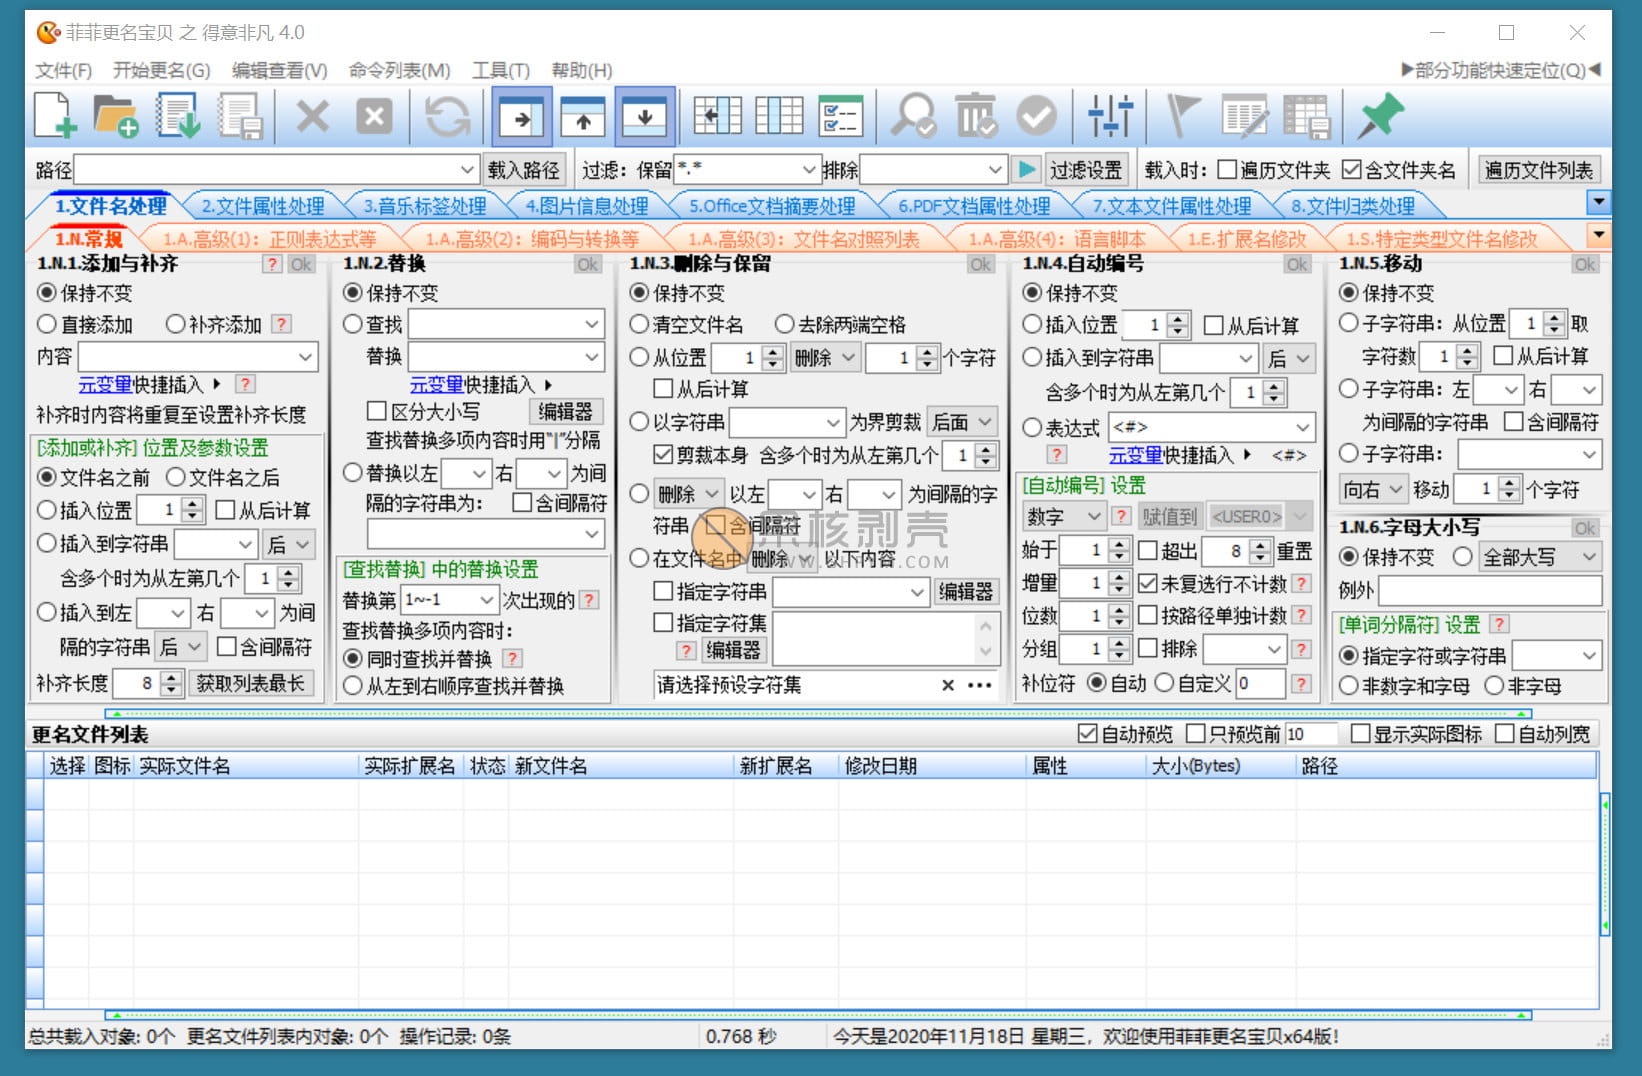 菲菲更名宝贝 之 得意非凡 4.0
文件(F) 开始更名(G) 编辑查看(V) 命令列表(M) 工具(T) 帮助(H) ▶部分功能快速定位(Q)◀
路径 载入路径 过滤：保留 *.* 排除 过滤设置 载入时： 遍历文件夹 含文件夹名 遍历文件列表
1.文件名处理 2.文件属性处理 3.音乐标签处理 4.图片信息处理 5.Office文档摘要处理 6.PDF文档属性处理 7.文本文件属性处理 8.文件归类处理
1.N.常规 1.A.高级(1)：正则表达式等 1.A.高级(2)：编码与转换等 1.A.高级(3)：文件名对照列表 1.A.高级(4)：语言脚本 1.E.扩展名修改 1.S.特定类型文件名修改
1.N.1.添加与补齐 ? Ok
保持不变
直接添加 补齐添加 ?
内容
元变量快捷插入 ?
补齐时内容将重复至设置补齐长度
[添加或补齐] 位置及参数设置
文件名之前 文件名之后
插入位置 1 从后计算
插入到字符串 后
含多个时为从左第几个 1
插入到左 右 为间
隔的字符串 后 含间隔符
补齐长度 8 获取列表最长
1.N.2.替换 Ok
保持不变
查找
替换
元变量快捷插入
区分大小写 编辑器
查找替换多项内容时用"|"分隔
替换以左 右 为间
隔的字符串为： 含间隔符
[查找替换] 中的替换设置
替换第 1~-1 次出现的 ?
查找替换多项内容时：
同时查找并替换 ?
从左到右顺序查找并替换
1.N.3.删除与保留 Ok
保持不变
清空文件名 去除两端空格
从位置 1 删除 1 个字符
从后计算
以字符串 为界剪裁 后面
剪裁本身 含多个时为从左第几个 1
删除 以左 右 为间隔的字
符串 含间隔符
果核剥壳
WWW.GHPYM.COM
在文件名中 删除 以下内容
指定字符串 编辑器
指定字符集
? 编辑器
请选择预设字符集
1.N.4.自动编号 Ok
保持不变
插入位置 1 从后计算
插入到字符串 后
含多个时为从左第几个 1
表达式 <#>
? 元变量快捷插入 <#>
[自动编号] 设置
数字 ? 赋值到 <USER0>
始于 1 超出 8 重置
增量 1 未复选行不计数 ?
位数 1 按路径单独计数 ?
分组 1 排除 ?
补位符 自动 自定义 0 ?
1.N.5.移动 Ok
保持不变
子字符串：从位置 1 取
字符数 1 从后计算
子字符串：左 右
为间隔的字符串 含间隔符
子字符串：
向右 移动 1 个字符
1.N.6.字母大小写 Ok
保持不变 全部大写
例外
[单词分隔符] 设置 ?
指定字符或字符串
非数字和字母 非字母
更名文件列表 自动预览 只预览前 10 显示实际图标 自动列宽
选择 图标 实际文件名 实际扩展名 状态 新文件名 新扩展名 修改日期 属性 大小(Bytes) 路径
总共载入对象: 0个 更名文件列表内对象: 0个 操作记录: 0条 0.768 秒 今天是2020年11月18日 星期三，欢迎使用菲菲更名宝贝x64版！